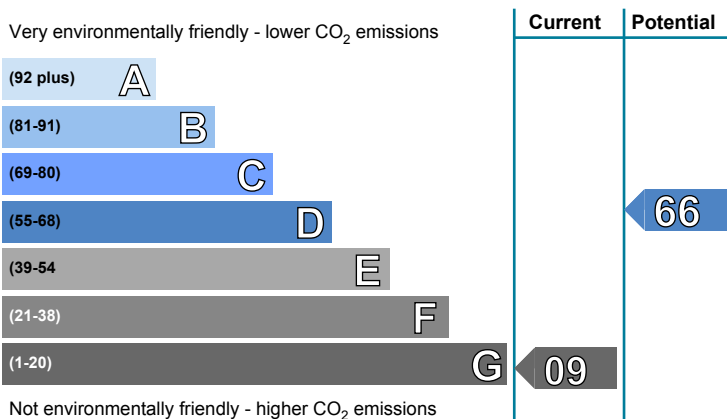 Current Potential
Very environmentally friendly - lower CO2 emissions
(92 plus) A
(81-91) B
(69-80) C
(55-68) D
66
(39-54 E
(21-38) F
(1-20) G
09
Not environmentally friendly - higher CO2 emissions